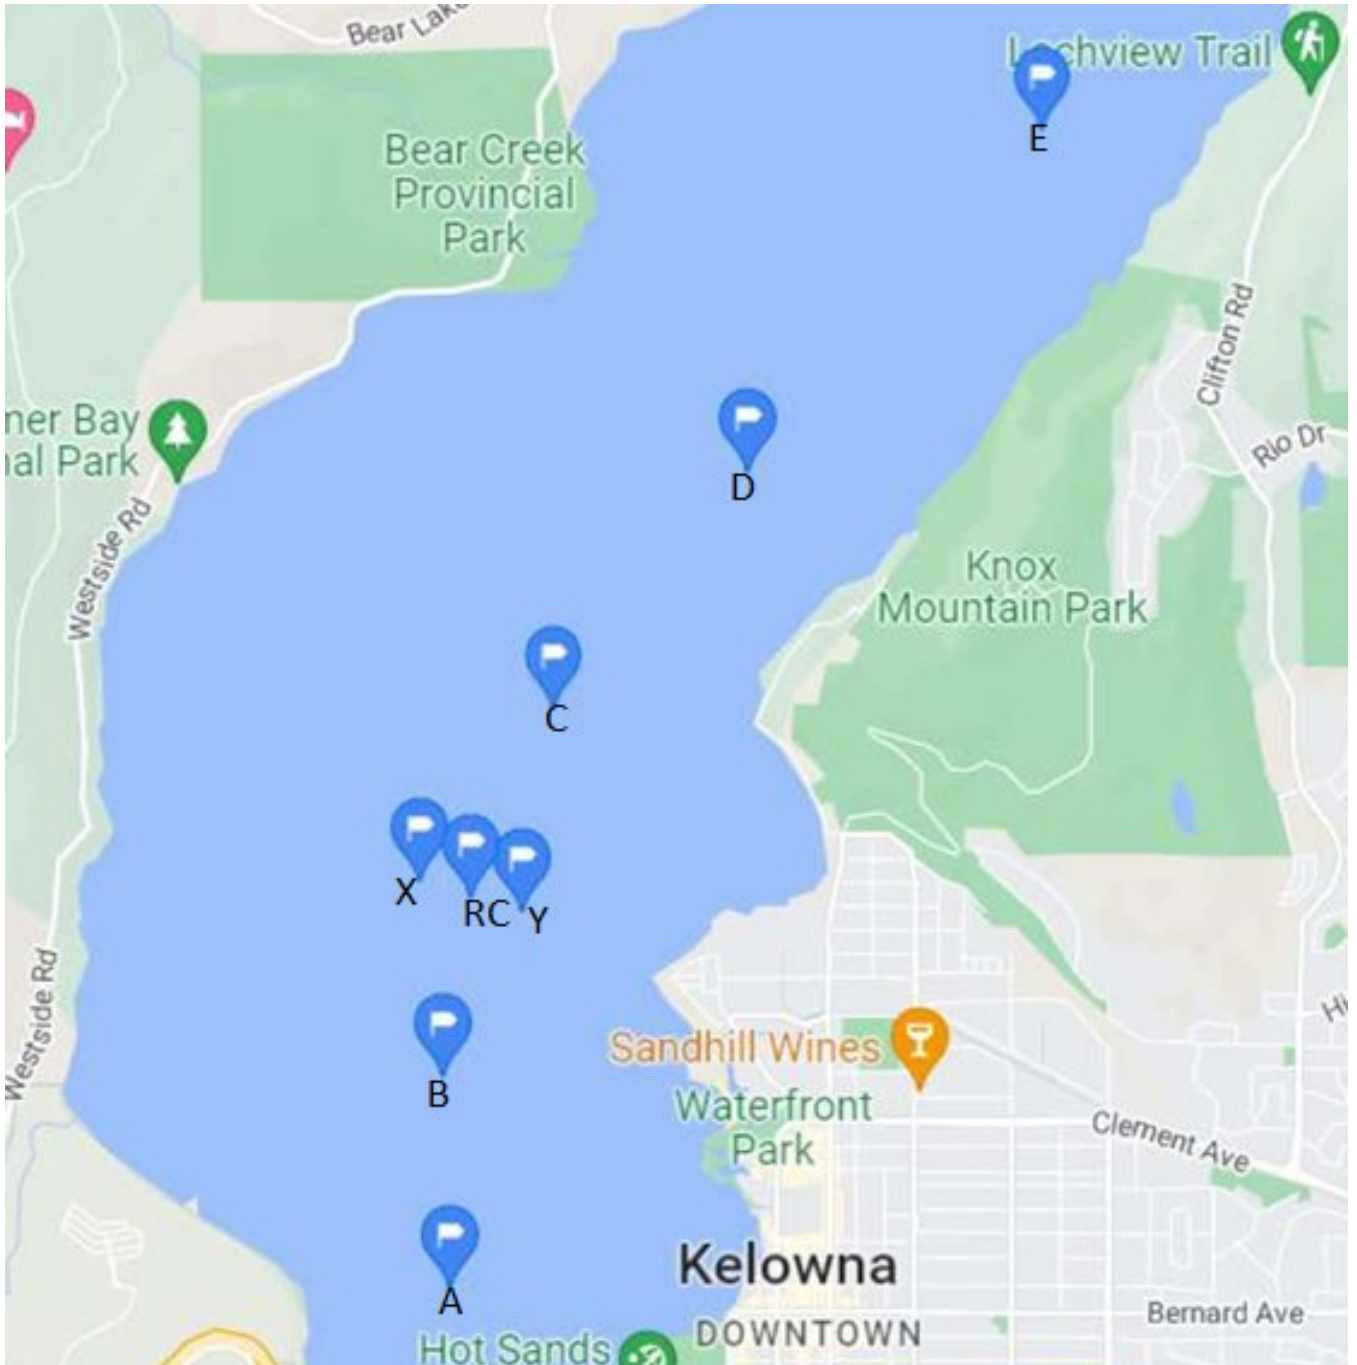 Bear Lake
Lochview Trail
E
Bear Creek
Provincial
Park
Clifton Rd
mer Bay
nal Park
Rio Dr
D
Westside Rd
Knox
Mountain Park
C
X
RC
Y
Westside Rd
Sandhill Wines
B
Waterfront
Park
Clement Ave
Kelowna
A
Bernard Ave
DOWNTOWN
Hot Sands